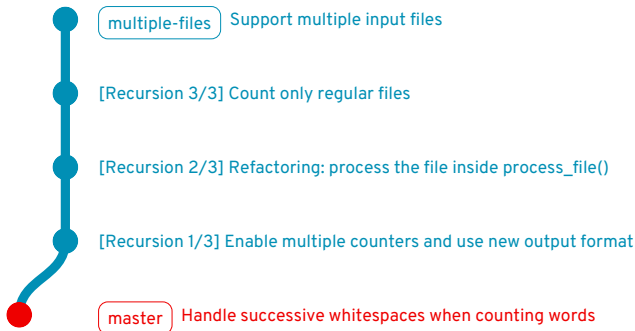 multiple-files Support multiple input files
[Recursion 3/3] Count only regular files
[Recursion 2/3] Refactoring: process the file inside process_file()
[Recursion 1/3] Enable multiple counters and use new output format
master Handle successive whitespaces when counting words